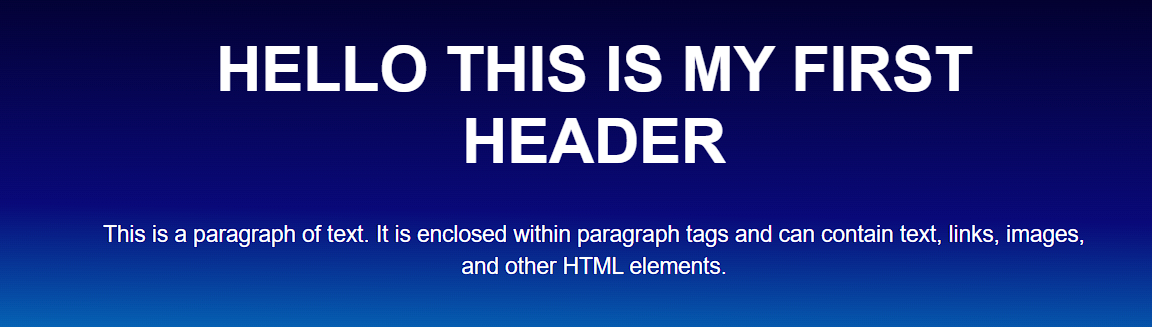 HELLO THIS IS MY FIRST
HEADER
This is a paragraph of text. It is enclosed within paragraph tags and can contain text, links, images,
and other HTML elements.